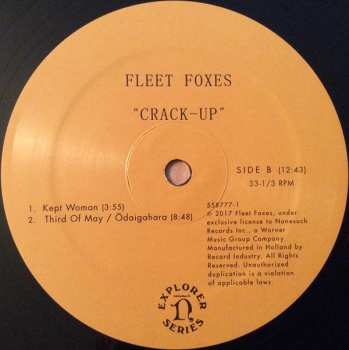 FLEET FOXES
"CRACK-UP"
SIDE B (12:43)
33-1/3 RPM
1. Kept Woman (3:55)
2. Third Of May / Ōdaigahara (8:48)
558777-1
℗ 2017 Fleet Foxes, under
exclusive license to Nonesuch
Records Inc., a Warner
Music Group Company.
Manufactured in Holland by
Record Industry. All Rights
Reserved. Unauthorized
duplication is a violation
of applicable laws.
EXPLORER
n
SERIES